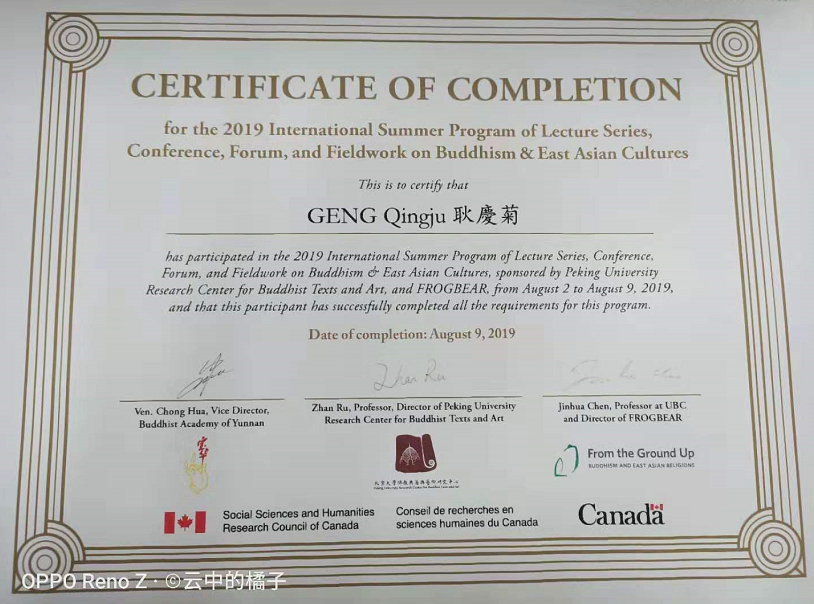 CERTIFICATE OF COMPLETION
for the 2019 International Summer Program of Lecture Series,
Conference, Forum, and Fieldwork on Buddhism & East Asian Cultures
This is to certify that
GENG Qingju 耿慶菊
has participated in the 2019 International Summer Program of Lecture Series, Conference,
Forum, and Fieldwork on Buddhism & East Asian Cultures, sponsored by Peking University
Research Center for Buddhist Texts and Art, and FROGBEAR, from August 2 to August 9, 2019,
and that this participant has successfully completed all the requirements for this program.
Date of completion: August 9, 2019
Zhan Ru
Ven. Chong Hua, Vice Director,
Buddhist Academy of Yunnan
Zhan Ru, Professor, Director of Peking University
Research Center for Buddhist Texts and Art
Jinhua Chen, Professor at UBC
and Director of FROGBEAR
From the Ground Up
BUDDHISM AND EAST ASIAN RELIGIONS
Social Sciences and Humanities
Research Council of Canada
Conseil de recherches en
sciences humaines du Canada
Canada
OPPO Reno Z · ©云中的橘子